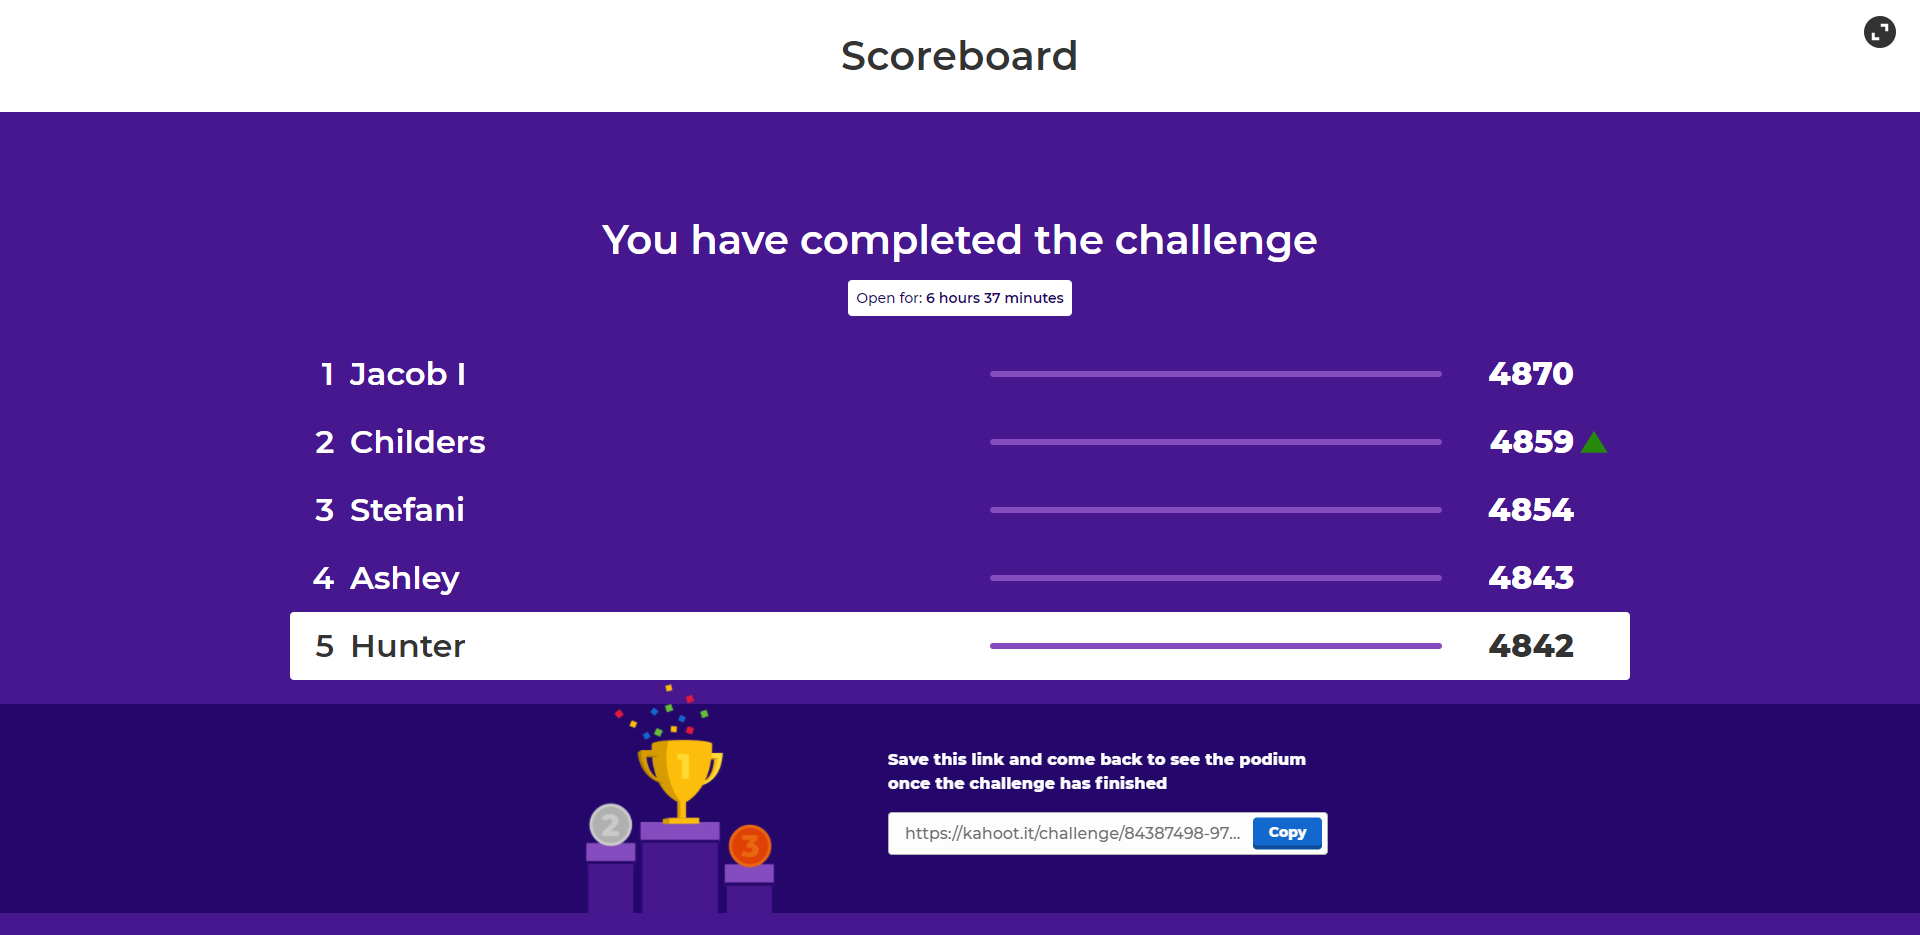 Scoreboard
You have completed the challenge
Open for: 6 hours 37 minutes
1 Jacob I 4870
2 Childers 4859
3 Stefani 4854
4 Ashley 4843
5 Hunter 4842
1
2
3
Save this link and come back to see the podium
once the challenge has finished
https://kahoot.it/challenge/84387498-97... Copy